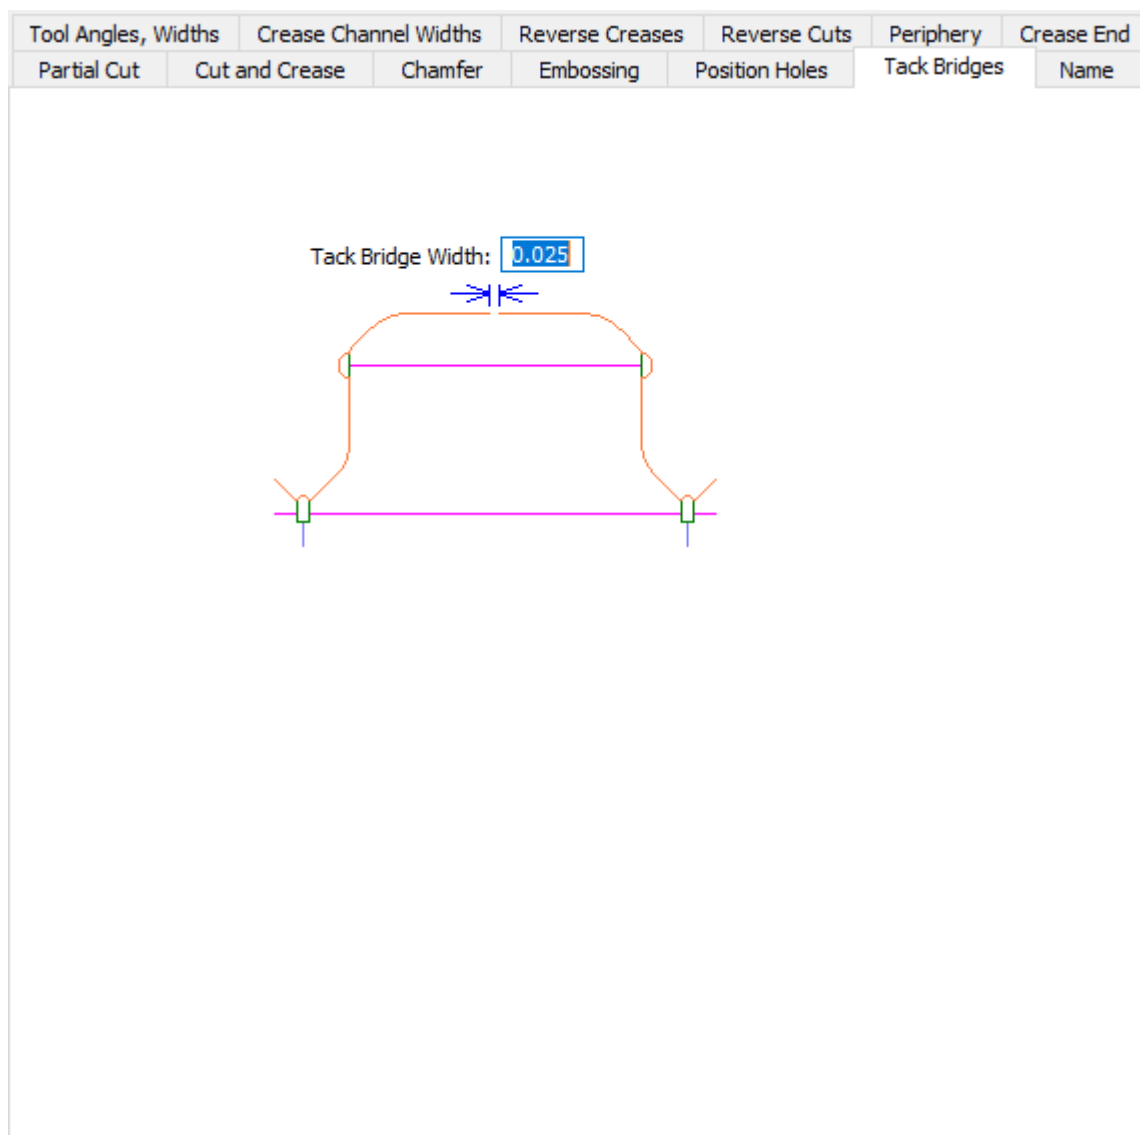 Tool Angles, Widths Crease Channel Widths Reverse Creases Reverse Cuts Periphery Crease End
Partial Cut Cut and Crease Chamfer Embossing Position Holes Tack Bridges Name
Tack Bridge Width: 0.025